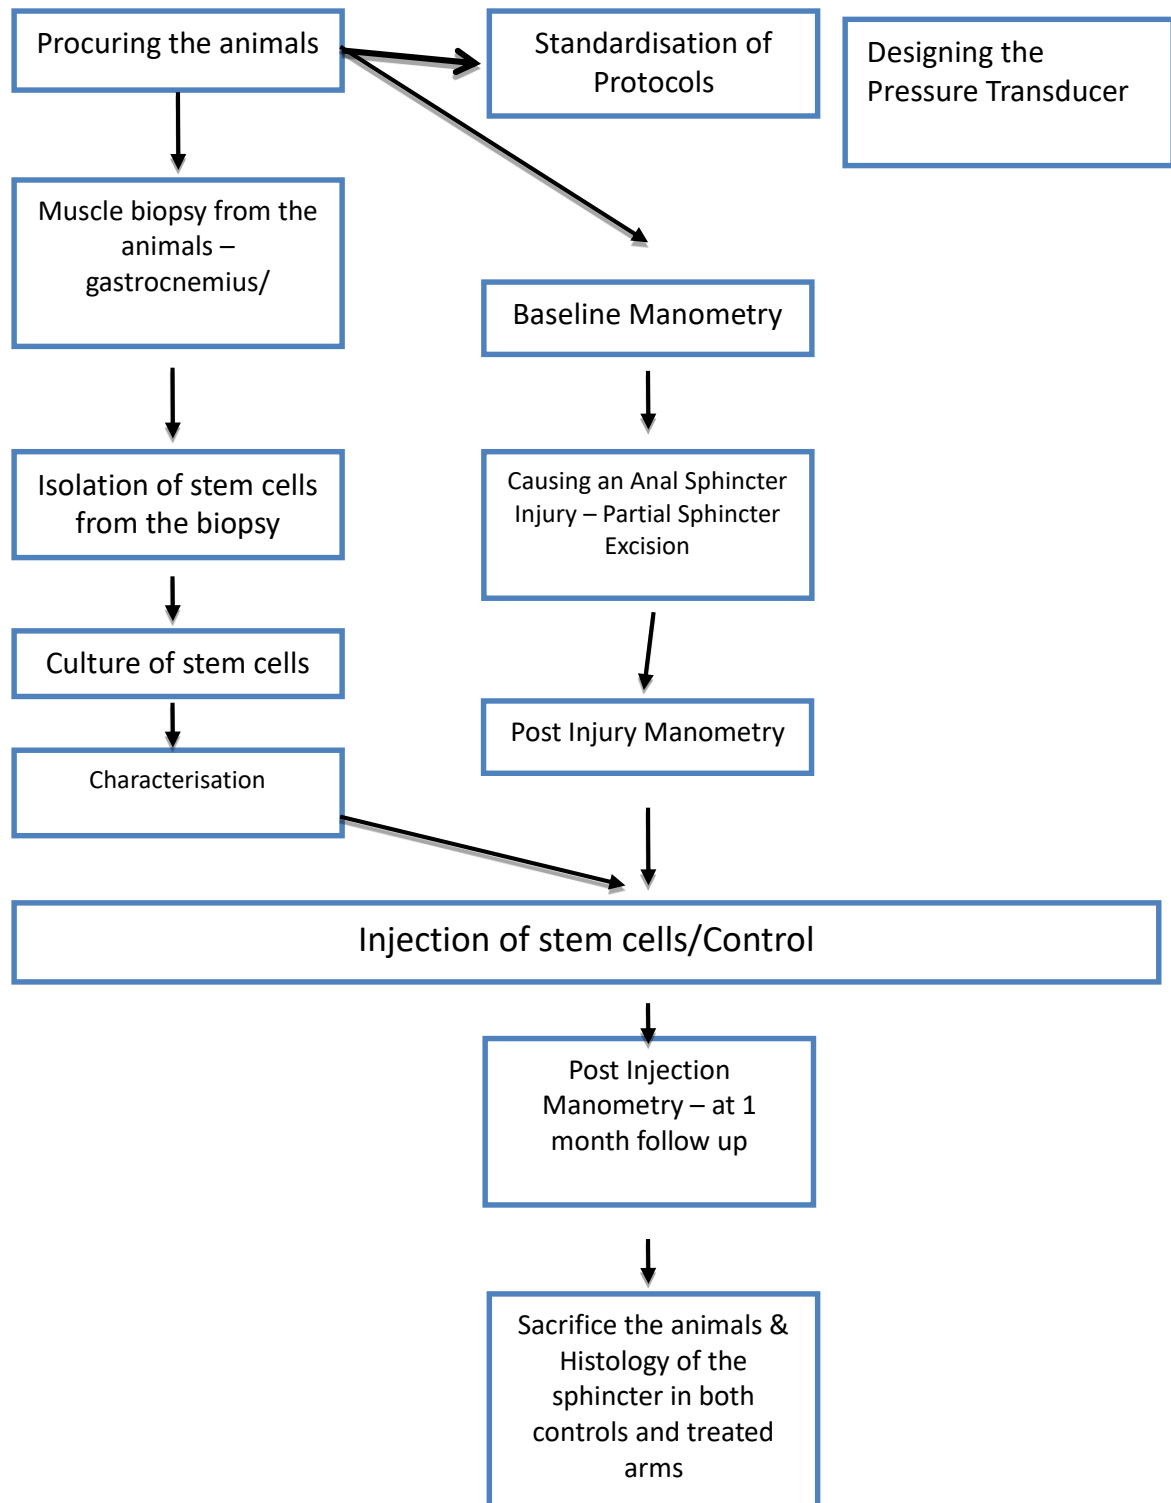 Procuring the animals
Standardisation of
Protocols
Designing the
Pressure Transducer
Muscle biopsy from the
animals –
gastrocnemius/
Baseline Manometry
Isolation of stem cells
from the biopsy
Causing an Anal Sphincter
Injury – Partial Sphincter
Excision
Culture of stem cells
Post Injury Manometry
Characterisation
Injection of stem cells/Control
Post Injection
Manometry – at 1
month follow up
Sacrifice the animals &
Histology of the
sphincter in both
controls and treated
arms